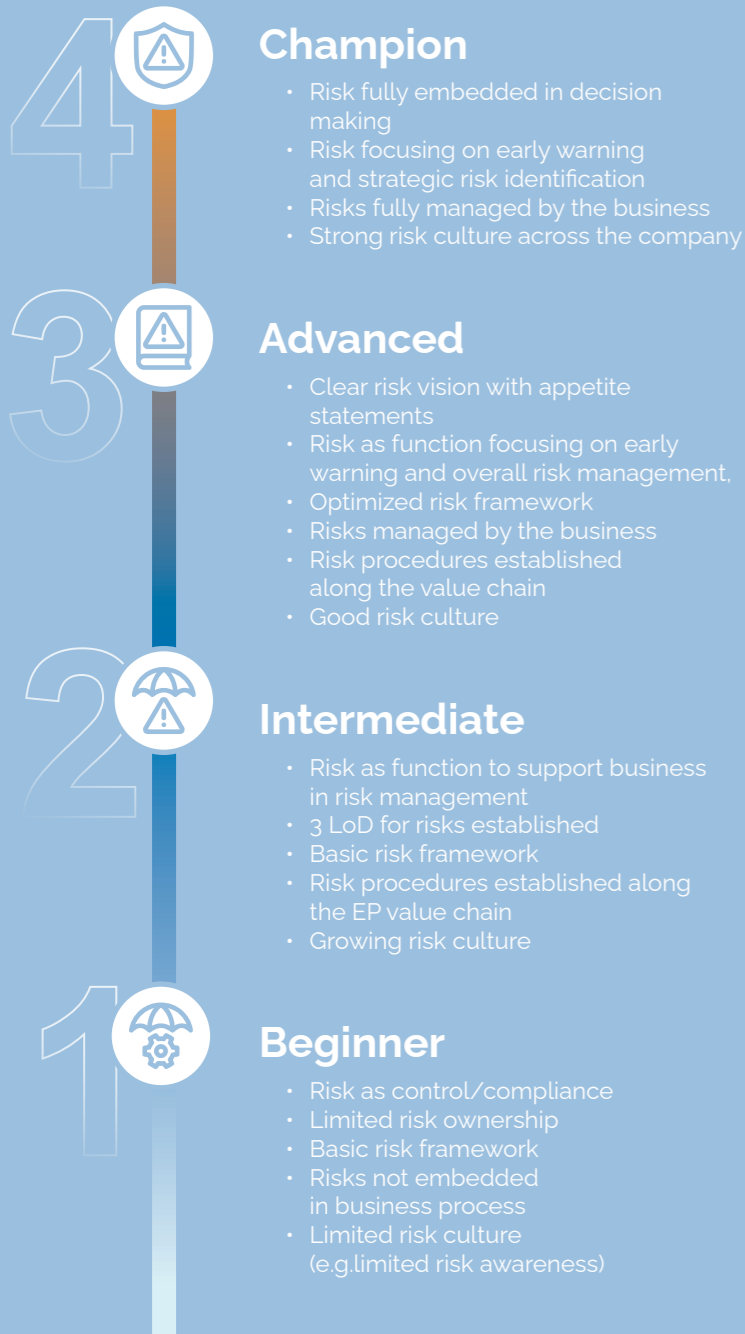 4
Champion
• Risk fully embedded in decision
making
• Risk focusing on early warning
and strategic risk identification
• Risks fully managed by the business
• Strong risk culture across the company
3
Advanced
• Clear risk vision with appetite
statements
• Risk as function focusing on early
warning and overall risk management,
• Optimized risk framework
• Risks managed by the business
• Risk procedures established
along the value chain
• Good risk culture
2
Intermediate
• Risk as function to support business
in risk management
• 3 LoD for risks established
• Basic risk framework
• Risk procedures established along
the EP value chain
• Growing risk culture
1
Beginner
• Risk as control/compliance
• Limited risk ownership
• Basic risk framework
• Risks not embedded
in business process
• Limited risk culture
(e.g.limited risk awareness)